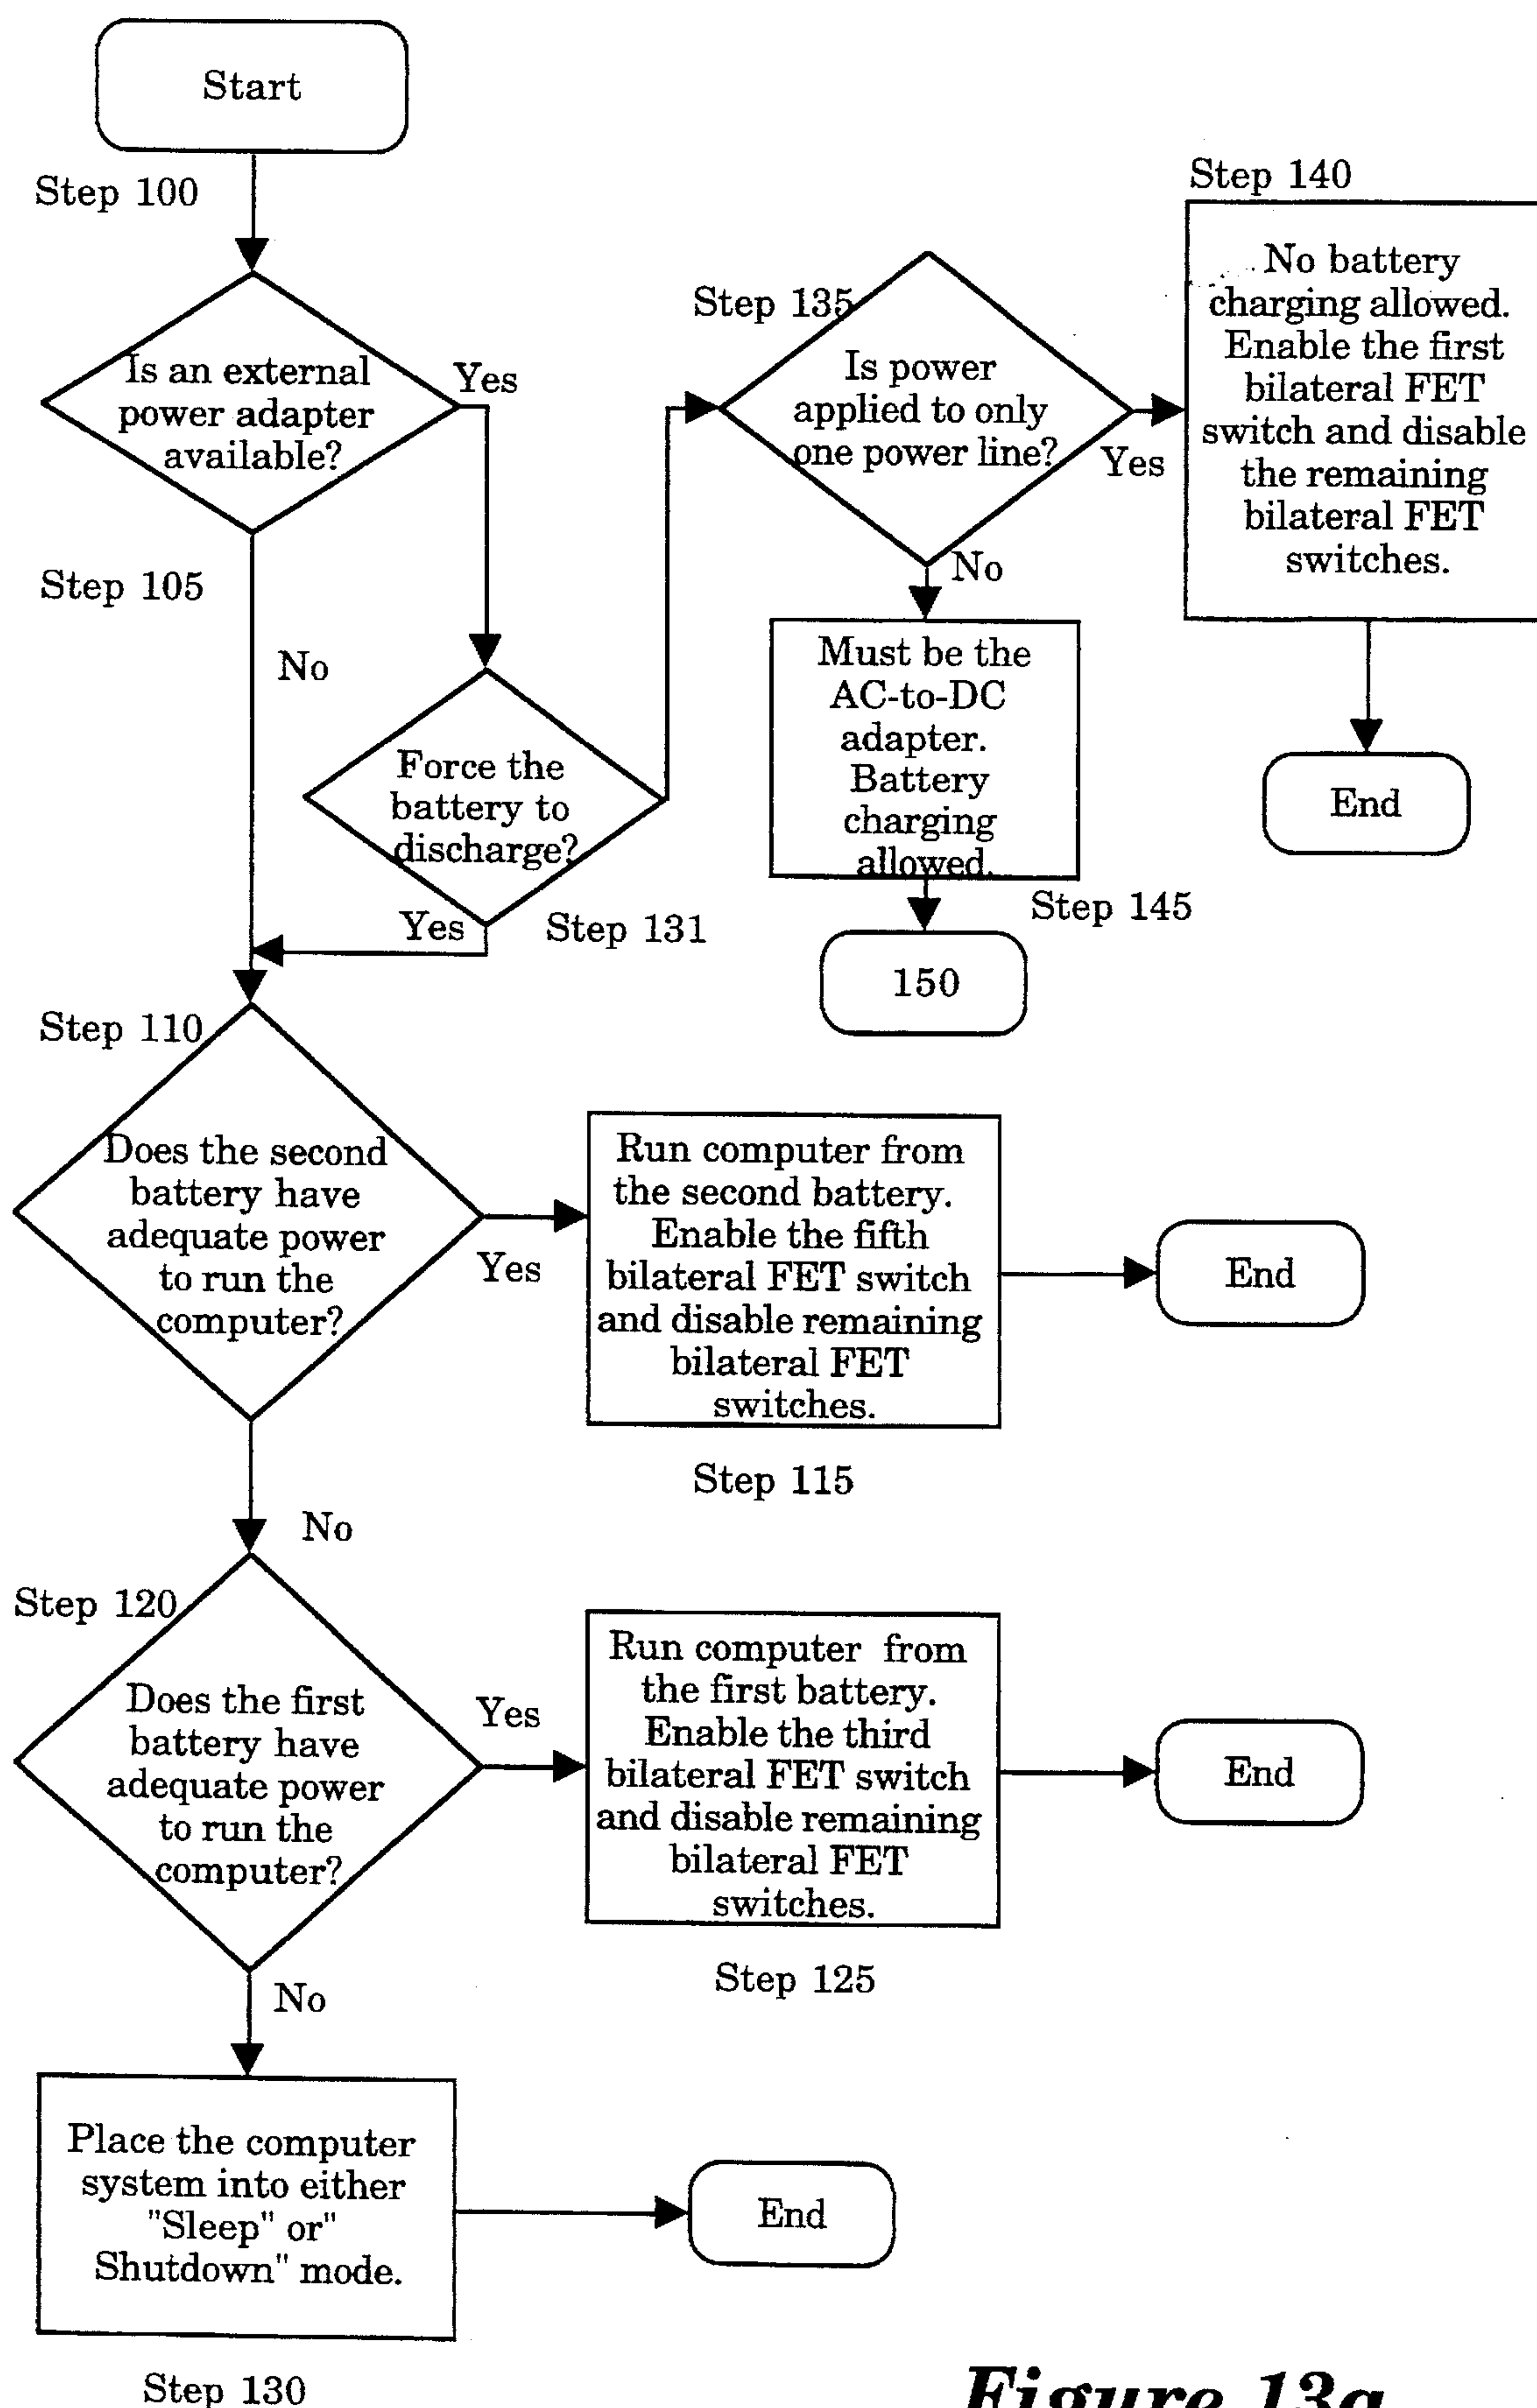 Start
Step 100
Is an external
power adapter
available?
Yes
Step 105
No
Force the
battery to
discharge?
Yes
Step 131
Step 135
Is power
applied to only
one power line?
Yes
No
Step 140
No battery
charging allowed.
Enable the first
bilateral FET
switch and disable
the remaining
bilateral FET
switches.
End
Must be the
AC-to-DC
adapter.
Battery
charging
allowed.
Step 145
150
Step 110
Does the second
battery have
adequate power
to run the
computer?
Yes
Run computer from
the second battery.
Enable the fifth
bilateral FET switch
and disable remaining
bilateral FET
switches.
Step 115
End
No
Step 120
Does the first
battery have
adequate power
to run the
computer?
Yes
Run computer from
the first battery.
Enable the third
bilateral FET switch
and disable remaining
bilateral FET
switches.
Step 125
End
No
Place the computer
system into either
"Sleep" or"
Shutdown" mode.
Step 130
End
Figure 13a